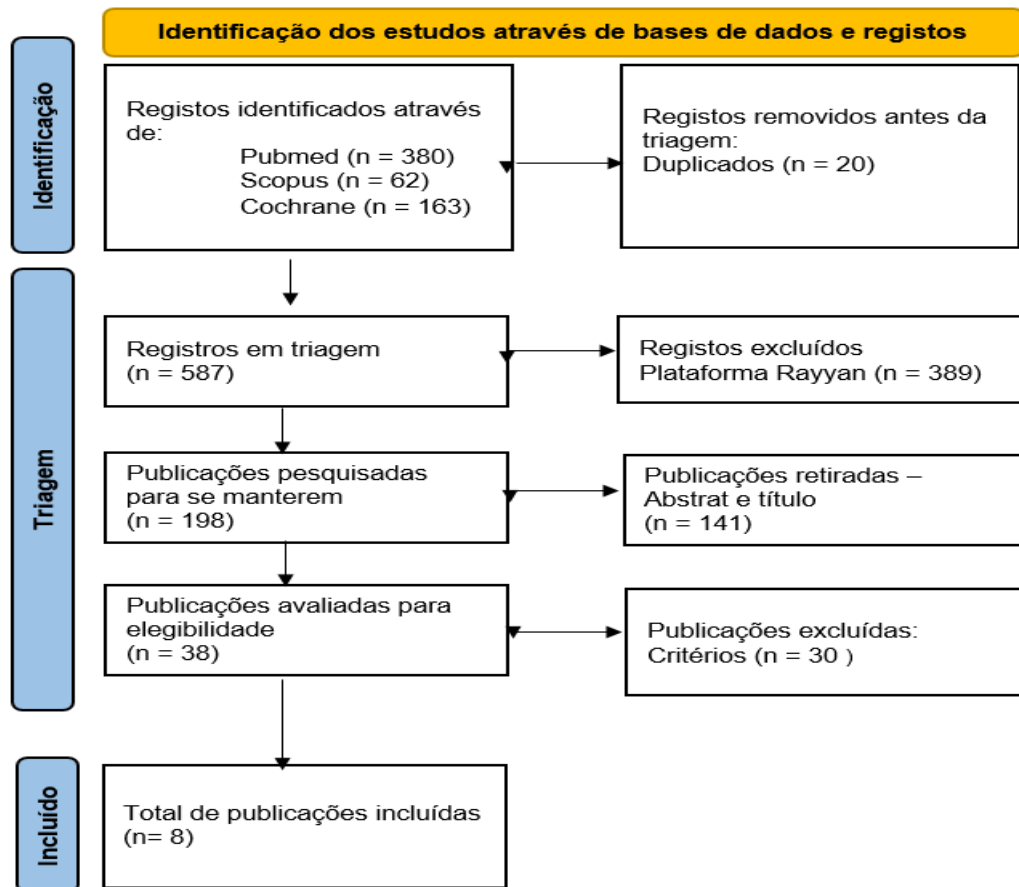 Identificação dos estudos através de bases de dados e registos
Identificação
Registos identificados através
de:
Pubmed (n = 380)
Scopus (n = 62)
Cochrane (n = 163)
Registos removidos antes da
triagem:
Duplicados (n = 20)
Triagem
Registros em triagem
(n = 587)
Registos excluídos
Plataforma Rayyan (n = 389)
Publicações pesquisadas
para se manterem
(n = 198)
Publicações retiradas –
Abstrat e título
(n = 141)
Publicações avaliadas para
elegibilidade
(n = 38)
Publicações excluídas:
Critérios (n = 30 )
Incluído
Total de publicações incluídas
(n= 8)